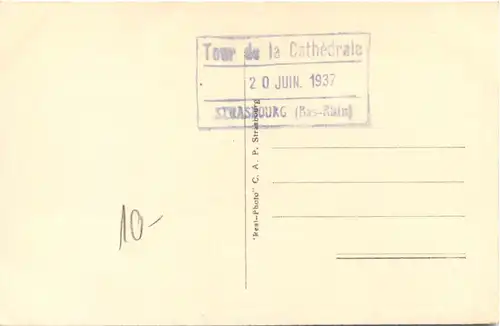 Tour de la Cathédrale
20 JUIN. 1937
STRASBOURG (Bas-Rhin)
"Real-Photo" C. A. P. Strasbourg
10-